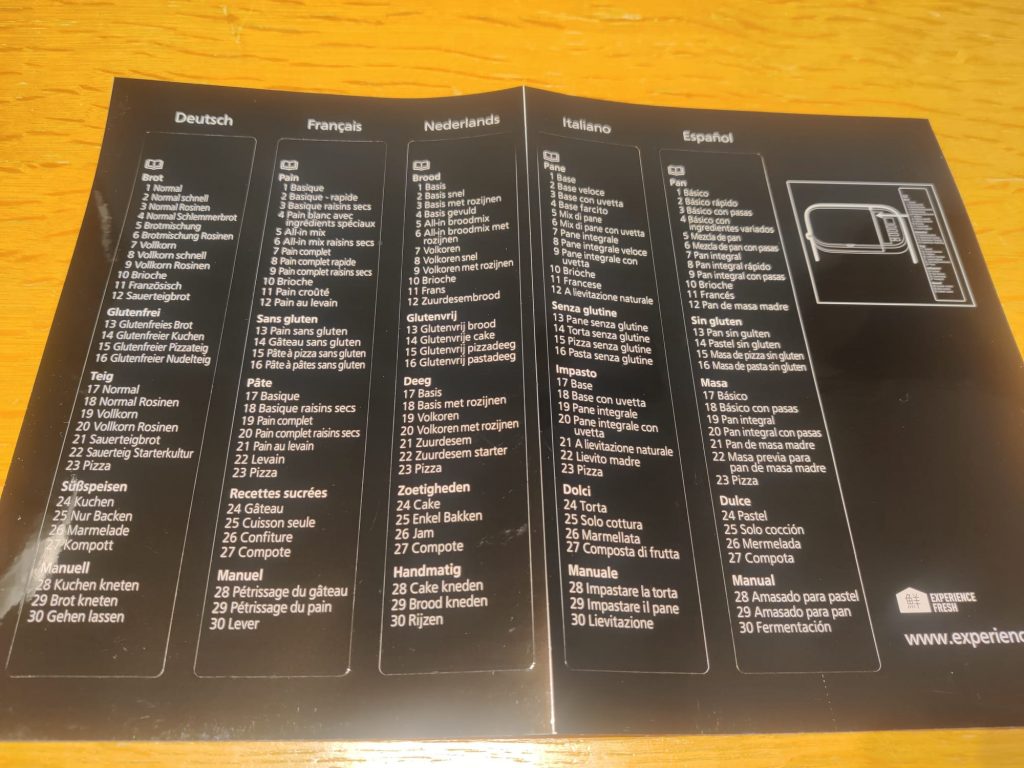 Deutsch
Brot
1 Normal
2 Normal schnell
3 Normal Rosinen
4 Normal Schlemmerbrot
5 Brotmischung
6 Brotmischung Rosinen
7 Vollkorn
8 Vollkorn schnell
9 Vollkorn Rosinen
10 Brioche
11 Französisch
12 Sauerteigbrot
Glutenfrei
13 Glutenfreies Brot
14 Glutenfreier Kuchen
15 Glutenfreier Pizzateig
16 Glutenfreier Nudelteig
Teig
17 Normal
18 Normal Rosinen
19 Vollkorn
20 Vollkorn Rosinen
21 Sauerteigbrot
22 Sauerteig Starterkultur
23 Pizza
Süßspeisen
24 Kuchen
25 Nur Backen
26 Marmelade
27 Kompott
Manuell
28 Kuchen kneten
29 Brot kneten
30 Gehen lassen
Français
Pain
1 Basique
2 Basique - rapide
3 Basique raisins secs
4 Pain blanc avec
ingrédients spéciaux
5 All-in mix
6 All-in mix raisins secs
7 Pain complet
8 Pain complet rapide
9 Pain complet raisins secs
10 Brioche
11 Pain croûté
12 Pain au levain
Sans gluten
13 Pain sans gluten
14 Gâteau sans gluten
15 Pâte à pizza sans gluten
16 Pâte à pâtes sans gluten
Pâte
17 Basique
18 Basique raisins secs
19 Pain complet
20 Pain complet raisins secs
21 Pain au levain
22 Levain
23 Pizza
Recettes sucrées
24 Gâteau
25 Cuisson seule
26 Confiture
27 Compote
Manuel
28 Pétrissage du gâteau
29 Pétrissage du pain
30 Lever
Nederlands
Brood
1 Basis
2 Basis snel
3 Basis met rozijnen
4 Basis gevuld
5 All-in broodmix
6 All-in broodmix met
rozijnen
7 Volkoren
8 Volkoren snel
9 Volkoren met rozijnen
10 Brioche
11 Frans
12 Zuurdesembrood
Glutenvrij
13 Glutenvrij brood
14 Glutenvrije cake
15 Glutenvrij pizzadeeg
16 Glutenvrij pastadeeg
Deeg
17 Basis
18 Basis met rozijnen
19 Volkoren
20 Volkoren met rozijnen
21 Zuurdesem
22 Zuurdesem starter
23 Pizza
Zoetigheden
24 Cake
25 Enkel Bakken
26 Jam
27 Compote
Handmatig
28 Cake kneden
29 Brood kneden
30 Rijzen
Italiano
Pane
1 Base
2 Base veloce
3 Base con uvetta
4 Base farcito
5 Mix di pane
6 Mix di pane con uvetta
7 Pane integrale
8 Pane integrale veloce
9 Pane integrale con
uvetta
10 Brioche
11 Francese
12 A lievitazione naturale
Senza glutine
13 Pane senza glutine
14 Torta senza glutine
15 Pizza senza glutine
16 Pasta senza glutine
Impasto
17 Base
18 Base con uvetta
19 Pane integrale
20 Pane integrale con
uvetta
21 A lievitazione naturale
22 Lievito madre
23 Pizza
Dolci
24 Torta
25 Solo cottura
26 Marmellata
27 Composta di frutta
Manuale
28 Impastare la torta
29 Impastare il pane
30 Lievitazione
Español
Pan
1 Básico
2 Básico rápido
3 Básico con pasas
4 Básico con
ingredientes variados
5 Mezcla de pan
6 Mezcla de pan con pasas
7 Pan integral
8 Pan integral rápido
9 Pan integral con pasas
10 Brioche
11 Francés
12 Pan de masa madre
Sin gluten
13 Pan sin gulten
14 Pastel sin gluten
15 Masa de pizza sin gluten
16 Masa de pasta sin gluten
Masa
17 Básico
18 Básico con pasas
19 Pan integral
20 Pan integral con pasas
21 Pan de masa madre
22 Masa previa para
pan de masa madre
23 Pizza
Dulce
24 Pastel
25 Solo cocción
26 Mermelada
27 Compota
Manual
28 Amasado para pastel
29 Amasado para pan
30 Fermentación
鮮 EXPERIENCE
FRESH
www.experienc